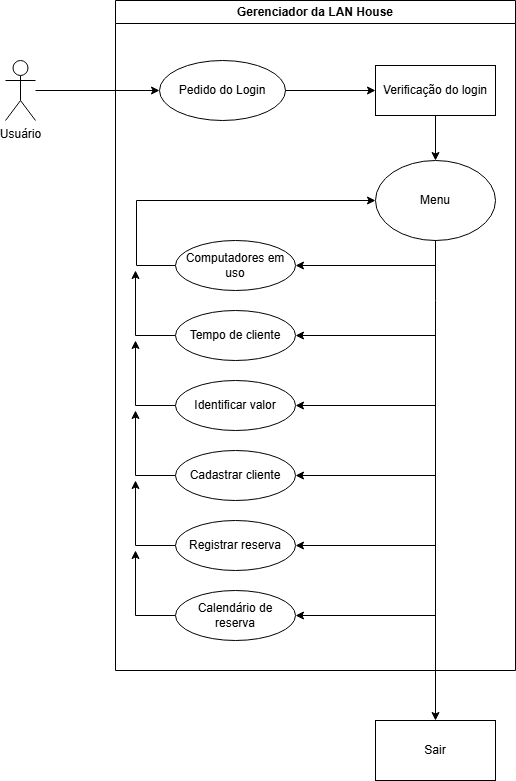 Gerenciador da LAN House
Pedido do Login
Verificação do login
Usuário
Menu
Computadores em
uso
Tempo de cliente
Identificar valor
Cadastrar cliente
Registrar reserva
Calendário de
reserva
Sair